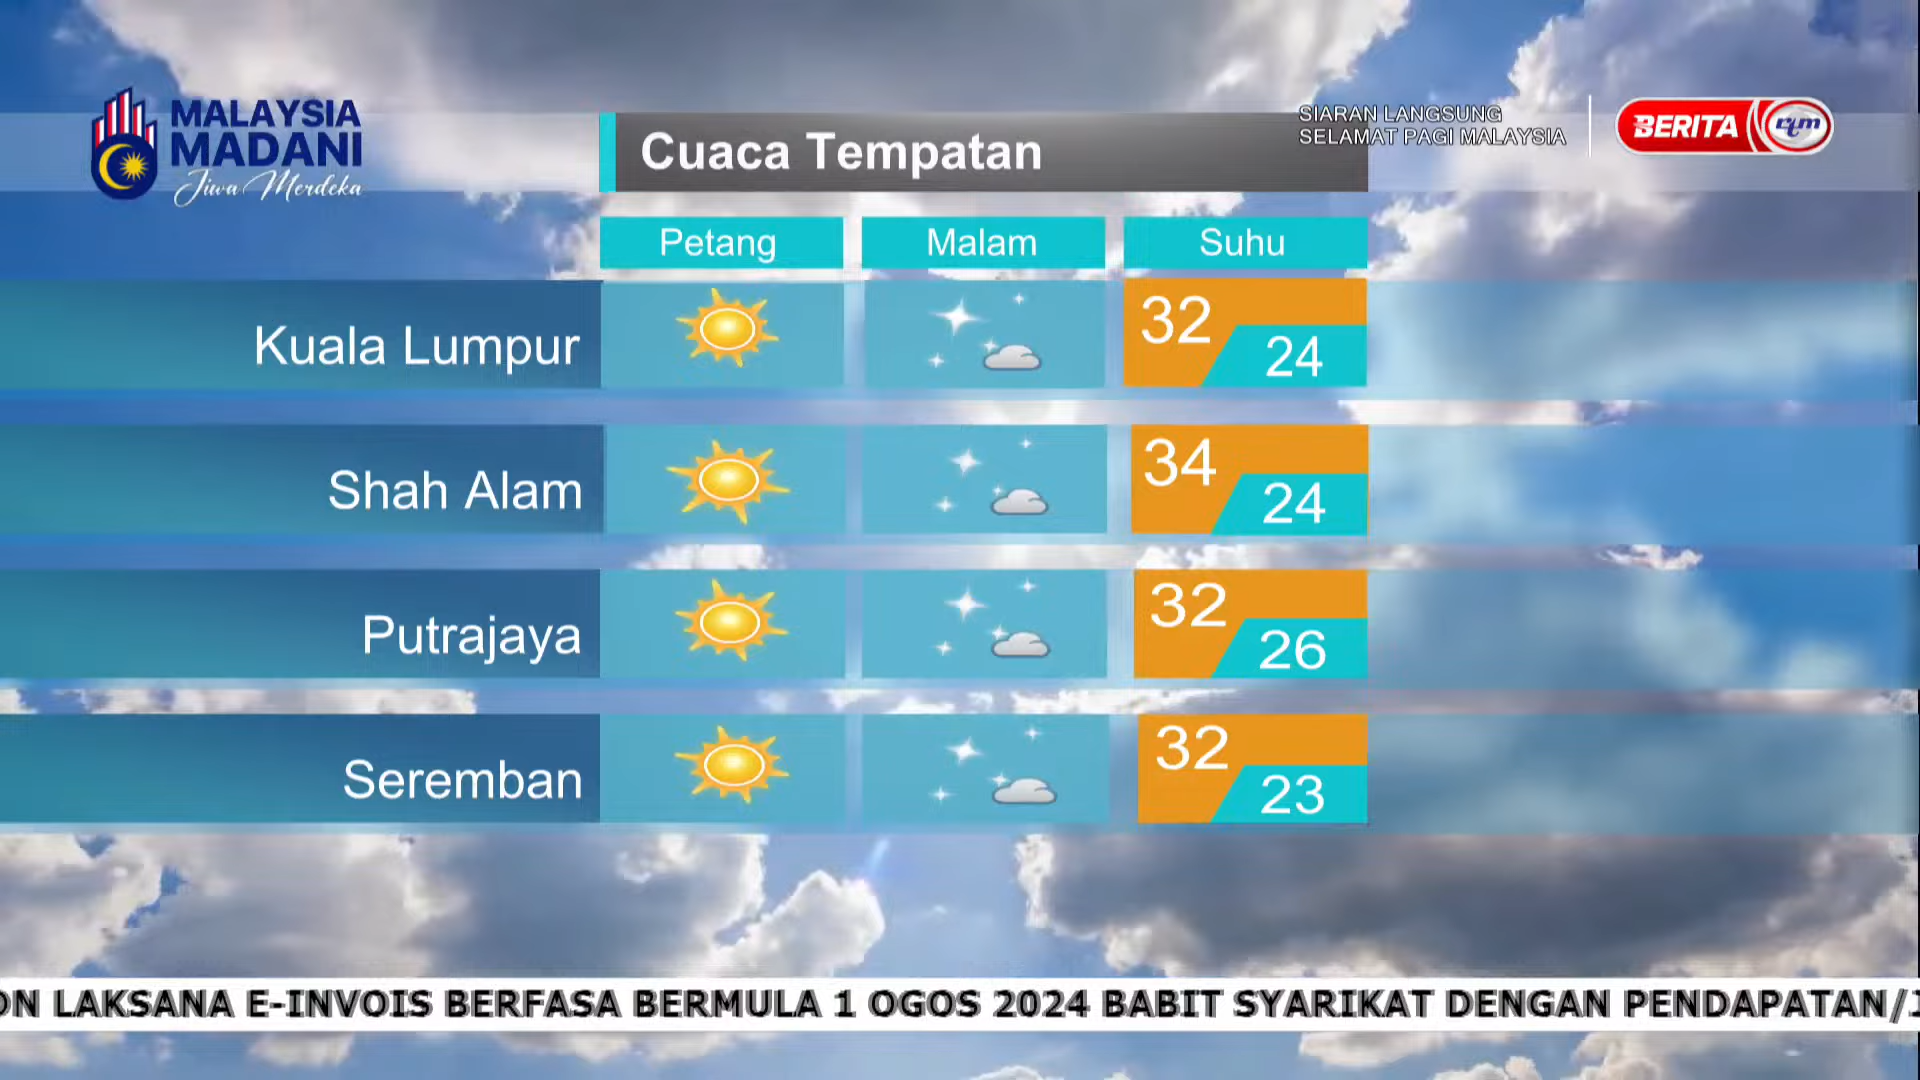 MALAYSIA
MADANI
Jiwa Merdeka
Cuaca Tempatan
SIARAN LANGSUNG
SELAMAT PAGI MALAYSIA
BERITA rtm
Petang Malam Suhu
Kuala Lumpur 32 24
Shah Alam 34 24
Putrajaya 32 26
Seremban 32 23
LAKSANA E-INVOIS BERFASA BERMULA 1 OGOS 2024 BABIT SYARIKAT DENGAN PENDAPATAN/